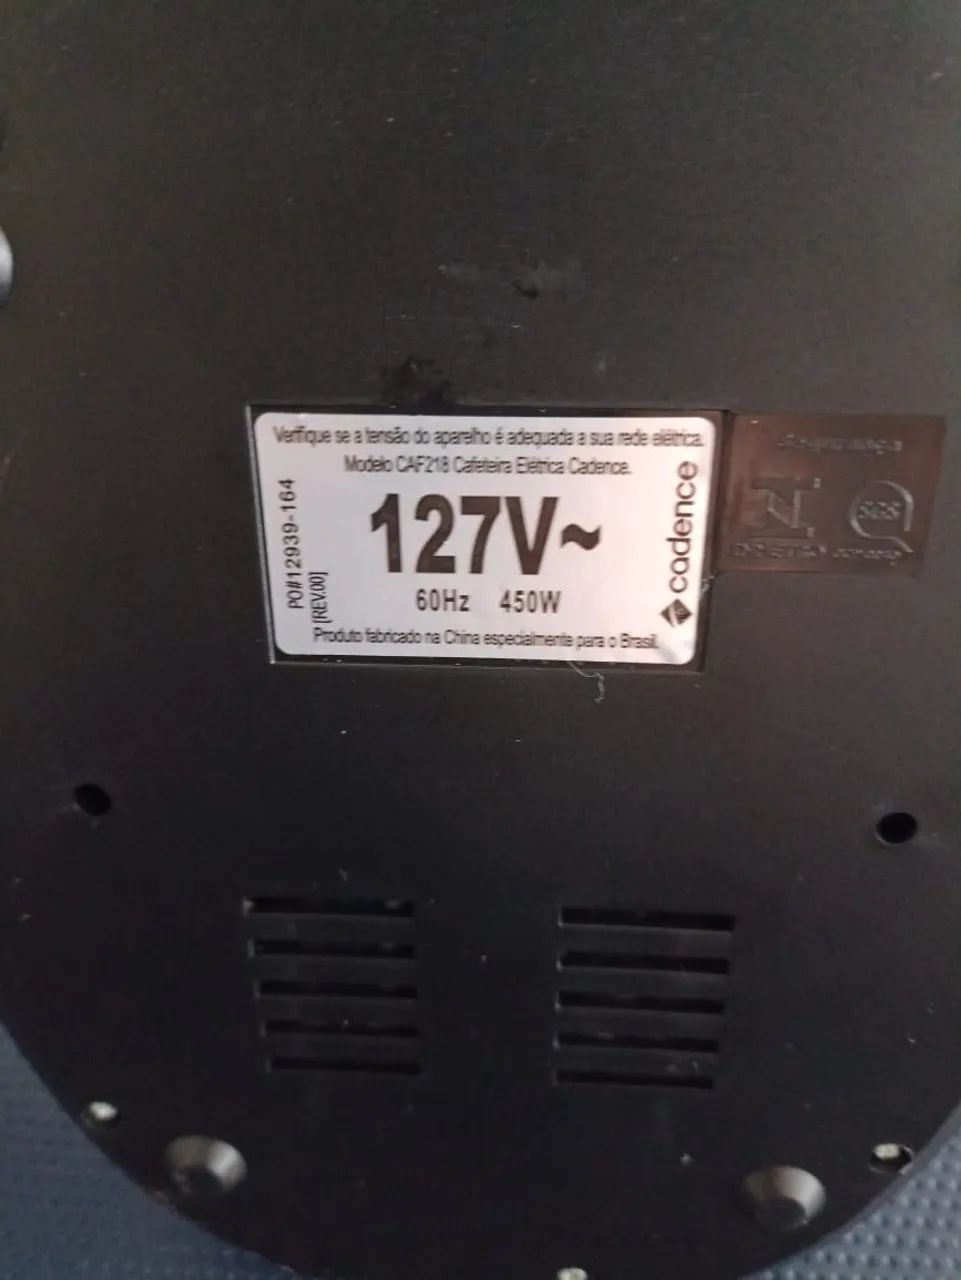 Verifique se a tensão do aparelho é adequada a sua rede elétrica.
Modelo CAF218 Cafeteira Elétrica Cadence.
127V~
60Hz 450W
Produto fabricado na China especialmente para o Brasil.
PO#12939-164
[REV.00]
cadence
Segurança
SGS